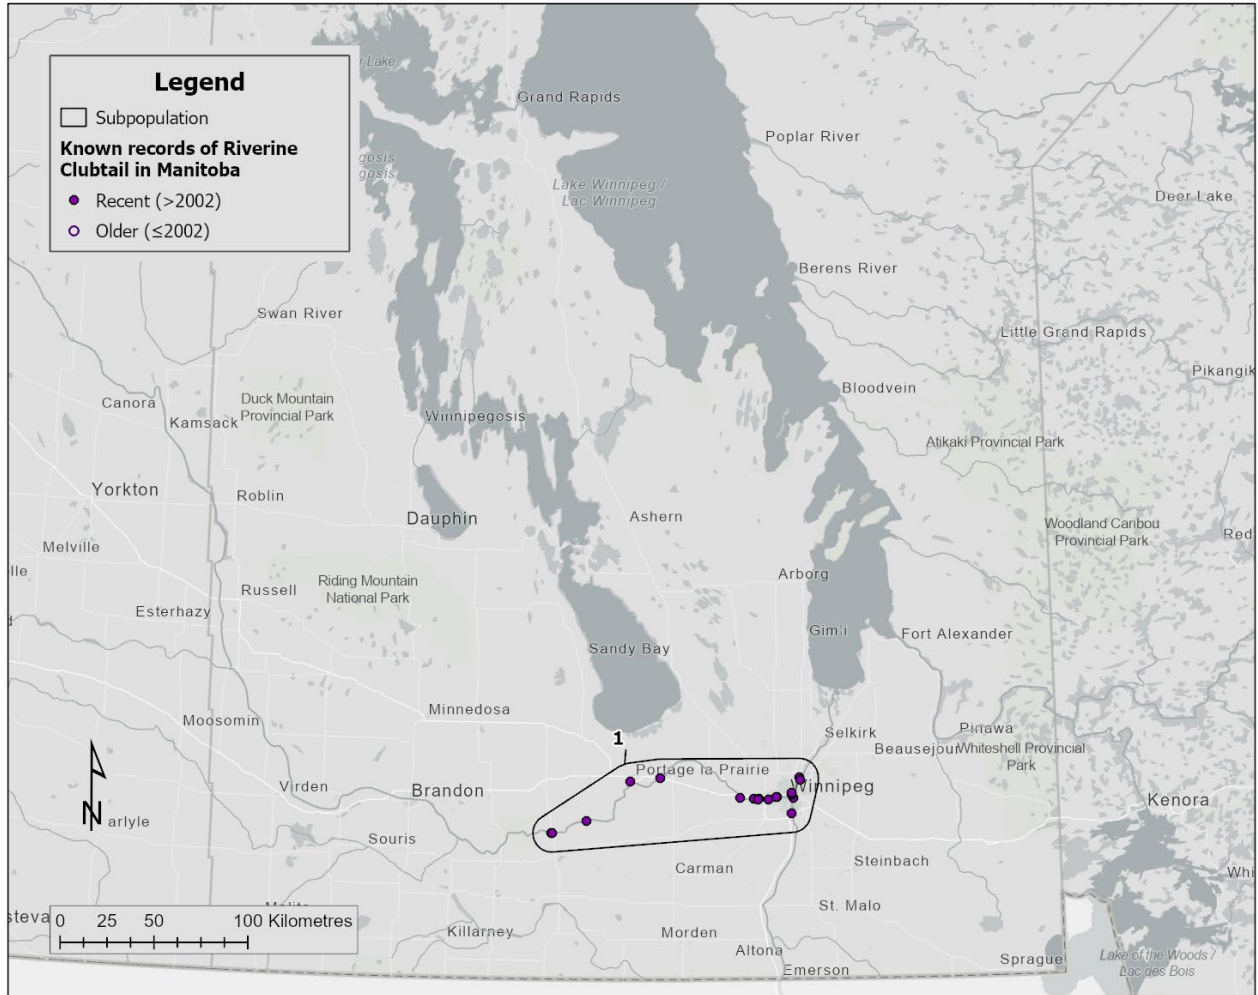 Legend
Subpopulation
Known records of Riverine
Clubtail in Manitoba
Recent (>2002)
Older (≤2002)
Grand Rapids
Poplar River
Lake Winnipeg /
Lac Winnipeg
Deer Lake
Berens River
Swan River
Little Grand Rapids
Pikangik
Bloodvein
Canora
Duck Mountain
Provincial Park
Kamsack
Winnipegosis
Atikaki Provincial Park
Yorkton
Roblin
Dauphin
Ashern
Woodland Caribou
Provincial Park
Red
Melville
lle
Arborg
Riding Mountain
National Park
Russell
Esterhazy
Gimli
Fort Alexander
Sandy Bay
Minnedosa
Moosomin
Selkirk
Pinawa
Beausejour
Whiteshell Provincial
Park
1
Portage la Prairie
Virden
Brandon
Winnipeg
Kenora
N
arlyle
Souris
Carman
Steinbach
Whi
St. Malo
steva
0 25 50 100 Kilometres
Killarney
Morden
Altona
Emerson
Sprague
Lake of the Woods /
Lac des Bois